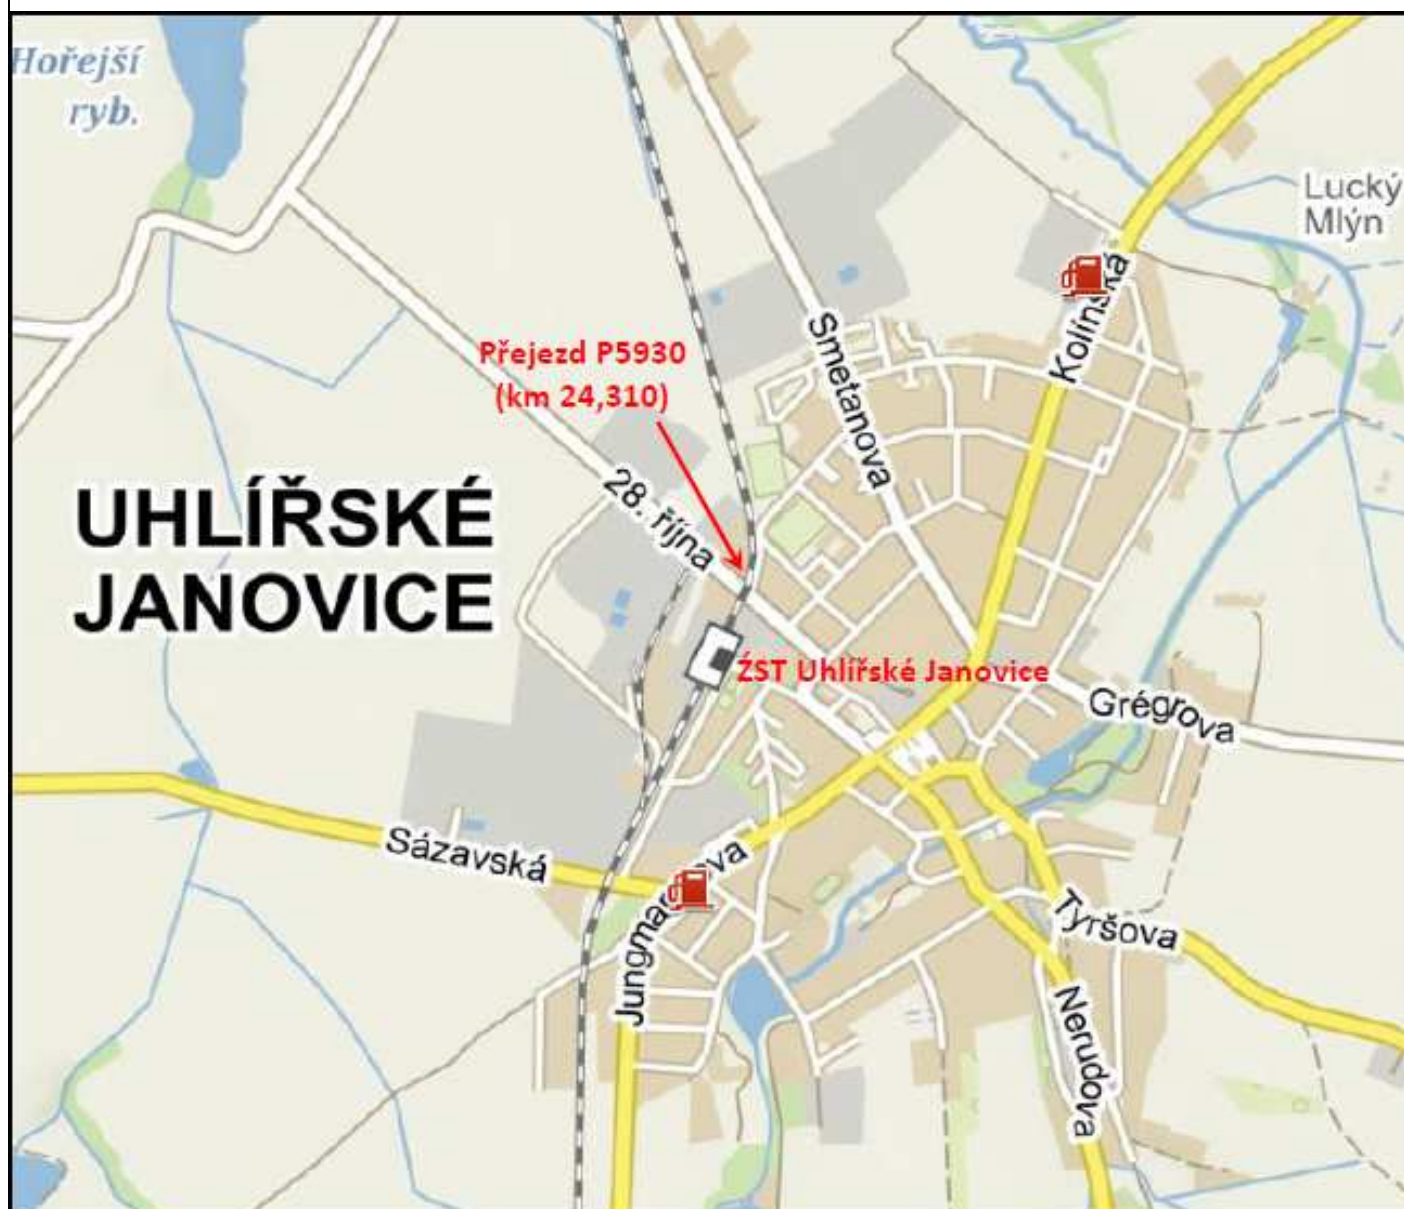 Hořejší
ryb.
Lucký
Mlýn
Kolínská
Smetanova
Přejezd P5930
(km 24,310)
28. října
UHLÍŘSKÉ
JANOVICE
ŹST Uhlířské Janovice
Grégrova
Sázavská
Tyršova
Nerudova